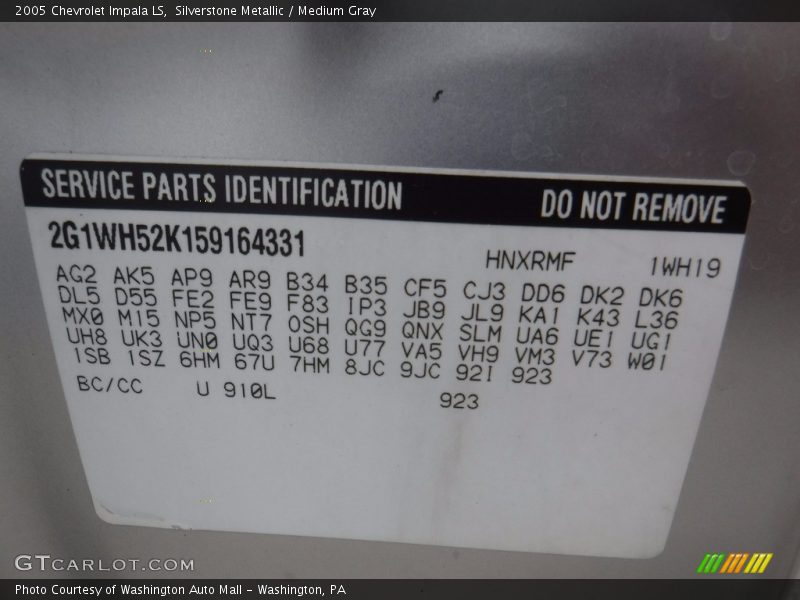 2005 Chevrolet Impala LS,  Silverstone Metallic / Medium Gray
SERVICE PARTS IDENTIFICATION DO NOT REMOVE
2G1WH52K159164331 HNXRMF 1WH19
AG2 AK5 AP9 AR9 B34 B35 CF5 CJ3 DD6 DK2 DK6
DL5 D55 FE2 FE9 F83 IP3 JB9 JL9 KA1 K43 L36
MX0 M15 NP5 NT7 OSH QG9 QNX SLM UA6 UE1 UG1
UH8 UK3 UN0 UQ3 U68 U77 VA5 VH9 VM3 V73 W01
1SB 1SZ 6HM 67U 7HM 8JC 9JC 92I 923
BC/CC U 910L 923
GTCARLOT.COM
Photo Courtesy of Washington Auto Mall - Washington, PA